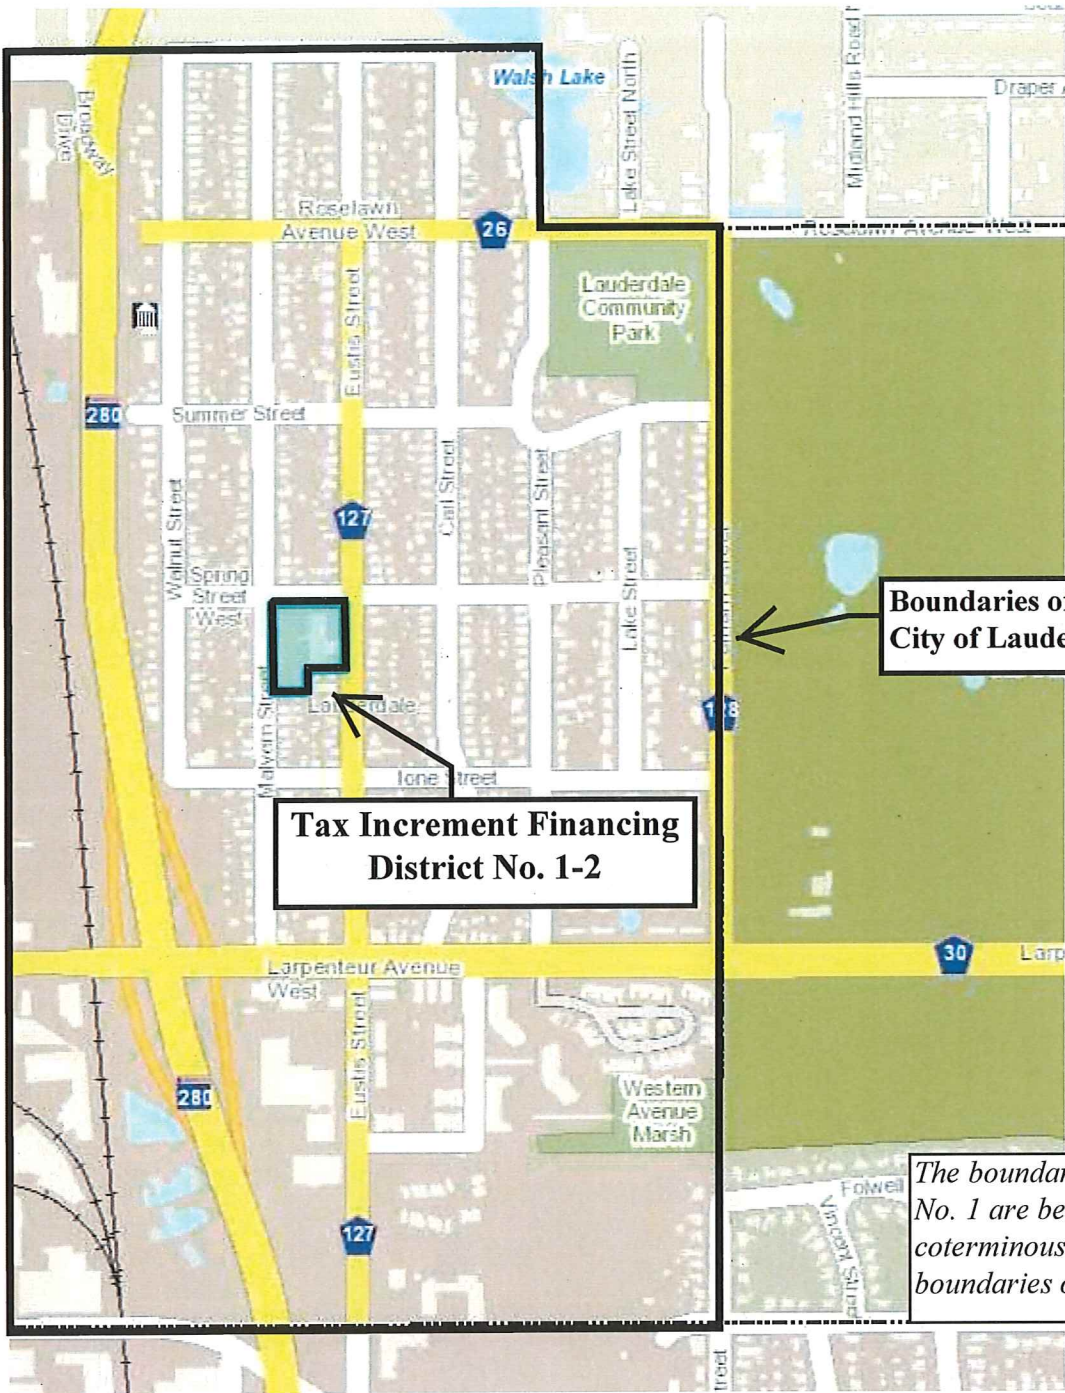 Walsh Lake
Lake Street North
Midland Hills Road
Draper
Broadway
Drive
Roselawn
Avenue West
26
Eustis Street
Lauderdale
Community
Park
280
Summer Street
Walnut Street
127
Carl Street
Pleasant Street
Spring
Street
West
Lake Street
Boundaries of
City of Laude
Malvern Street
Lauderdale
128
Ione Street
Tax Increment Financing
District No. 1-2
Larpenteur Avenue
West
30
Larp
Eustis Street
280
Western
Avenue
Marsh
Folwell
Vincent Street
127
The boundar
No. 1 are be
coterminous
boundaries o
treet